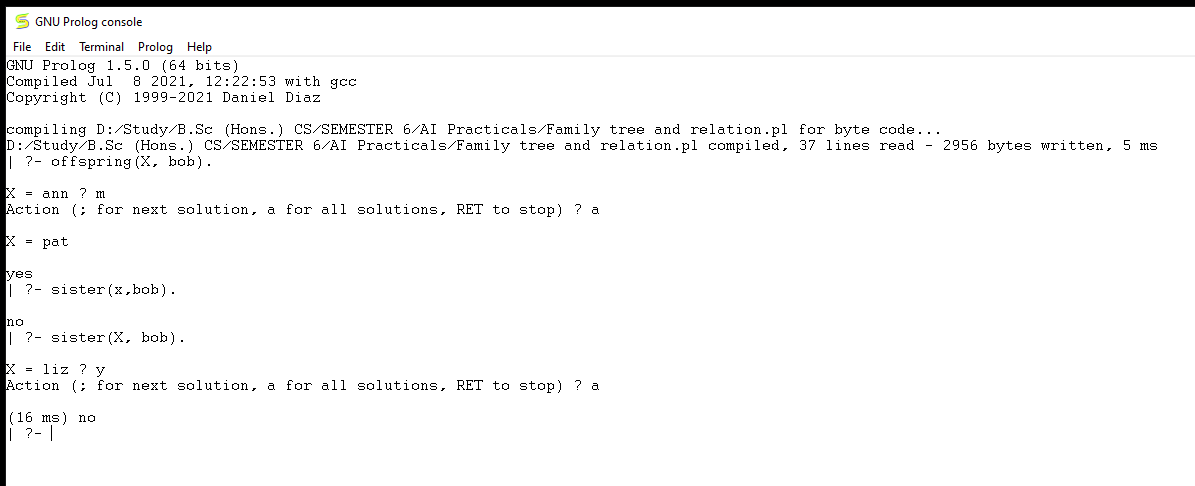 GNU Prolog console
File Edit Terminal Prolog Help
GNU Prolog 1.5.0 (64 bits)
Compiled Jul  8 2021, 12:22:53 with gcc
Copyright (C) 1999-2021 Daniel Diaz
compiling D:/Study/B.Sc (Hons.) CS/SEMESTER 6/AI Practicals/Family tree and relation.pl for byte code...
D:/Study/B.Sc (Hons.) CS/SEMESTER 6/AI Practicals/Family tree and relation.pl compiled, 37 lines read - 2956 bytes written, 5 ms
| ?- offspring(X, bob).
X = ann ? m
Action (; for next solution, a for all solutions, RET to stop) ? a
X = pat
yes
| ?- sister(x,bob).
no
| ?- sister(X, bob).
X = liz ? y
Action (; for next solution, a for all solutions, RET to stop) ? a
(16 ms) no
| ?-